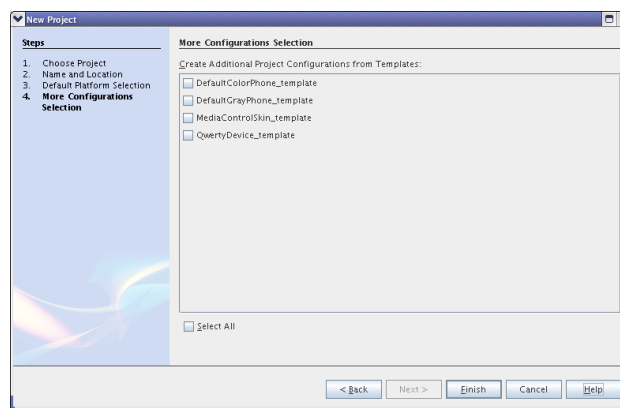 New Project
Steps
1. Choose Project
2. Name and Location
3. Default Platform Selection
4. More Configurations
Selection
More Configurations Selection
Create Additional Project Configurations from Templates:
DefaultColorPhone_template
DefaultGrayPhone_template
MediaControlSkin_template
QwertyDevice_template
Select All
< Back Next > Finish Cancel Help